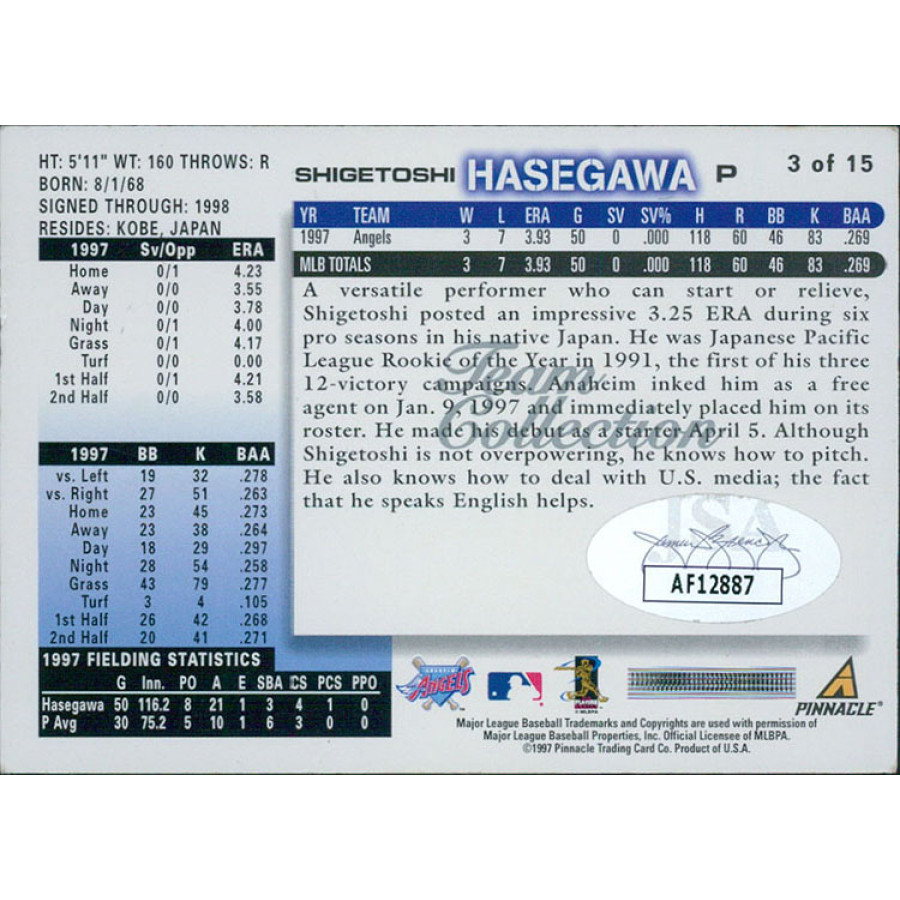 HT: 5'11" WT: 160 THROWS: R
BORN: 8/1/68
SIGNED THROUGH: 1998
RESIDES: KOBE, JAPAN
1997 Sv/Opp ERA
Home 0/1 4.23
Away 0/0 3.55
Day 0/0 3.78
Night 0/1 4.00
Grass 0/1 4.17
Turf 0/0 0.00
1st Half 0/1 4.21
2nd Half 0/0 3.58
1997 BB K BAA
vs. Left 19 32 .278
vs. Right 27 51 .263
Home 23 45 .273
Away 23 38 .264
Day 18 29 .297
Night 28 54 .258
Grass 43 79 .277
Turf 3 4 .105
1st Half 26 42 .268
2nd Half 20 41 .271
1997 FIELDING STATISTICS
G Inn. PO A E SBA CS PCS PPO
Hasegawa 50 116.2 8 21 1 3 4 1 0
P Avg 30 75.2 5 10 1 6 3 0 0
SHIGETOSHI HASEGAWA P 3 of 15
YR TEAM W L ERA G SV SV% H R BB K BAA
1997 Angels 3 7 3.93 50 0 .000 118 60 46 83 .269
MLB TOTALS 3 7 3.93 50 0 .000 118 60 46 83 .269
A versatile performer who can start or relieve,
Shigetoshi posted an impressive 3.25 ERA during six
pro seasons in his native Japan. He was Japanese Pacific
League Rookie of the Year in 1991, the first of his three
12-victory campaigns. Anaheim inked him as a free
agent on Jan. 9, 1997 and immediately placed him on its
roster. He made his debut as a starter April 5. Although
Shigetoshi is not overpowering, he knows how to pitch.
He also knows how to deal with U.S. media; the fact
that he speaks English helps.
Team
Collection
JSA
AF12887
ANGELS
PINNACLE®
Major League Baseball Trademarks and Copyrights are used with permission of
Major League Baseball Properties, Inc. Official Licensee of MLBPA.
©1997 Pinnacle Trading Card Co. Product of U.S.A.